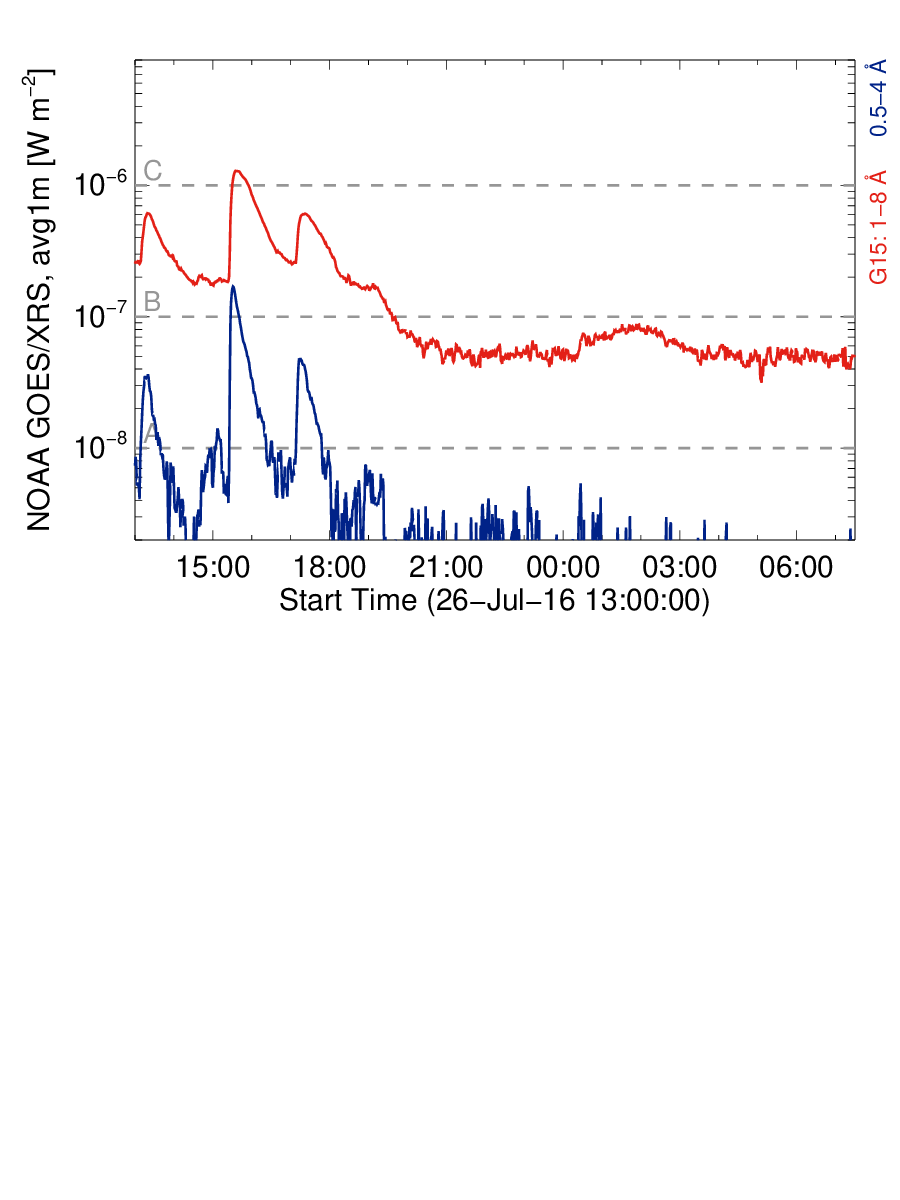 NOAA GOES/XRS, avg1m [W m−2]
10−6
10−7
10−8
C
B
A
0.5−4 Å
G15: 1−8 Å
15:00 18:00 21:00 00:00 03:00 06:00
Start Time (26−Jul−16 13:00:00)